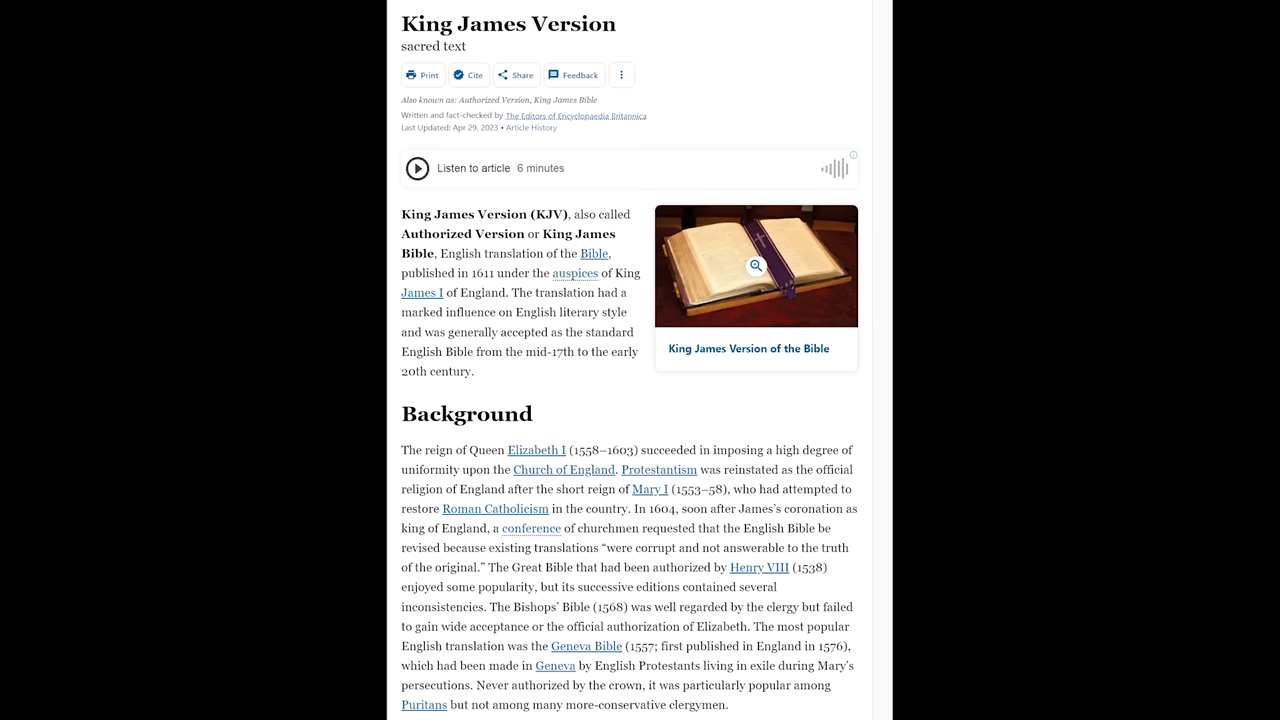 King James Version
sacred text
Print
Cite
Share
Feedback
Also known as: Authorized Version, King James Bible
Written and fact-checked by The Editors of Encyclopaedia Britannica
Last Updated: Apr 29, 2023 • Article History
Listen to article 6 minutes
King James Version (KJV), also called
Authorized Version or King James
Bible, English translation of the Bible,
published in 1611 under the auspices of King
James I of England. The translation had a
marked influence on English literary style
and was generally accepted as the standard
English Bible from the mid-17th to the early
20th century.
King James Version of the Bible
Background
The reign of Queen Elizabeth I (1558–1603) succeeded in imposing a high degree of
uniformity upon the Church of England. Protestantism was reinstated as the official
religion of England after the short reign of Mary I (1553–58), who had attempted to
restore Roman Catholicism in the country. In 1604, soon after James’s coronation as
king of England, a conference of churchmen requested that the English Bible be
revised because existing translations “were corrupt and not answerable to the truth
of the original.” The Great Bible that had been authorized by Henry VIII (1538)
enjoyed some popularity, but its successive editions contained several
inconsistencies. The Bishops’ Bible (1568) was well regarded by the clergy but failed
to gain wide acceptance or the official authorization of Elizabeth. The most popular
English translation was the Geneva Bible (1557; first published in England in 1576),
which had been made in Geneva by English Protestants living in exile during Mary’s
persecutions. Never authorized by the crown, it was particularly popular among
Puritans but not among many more-conservative clergymen.